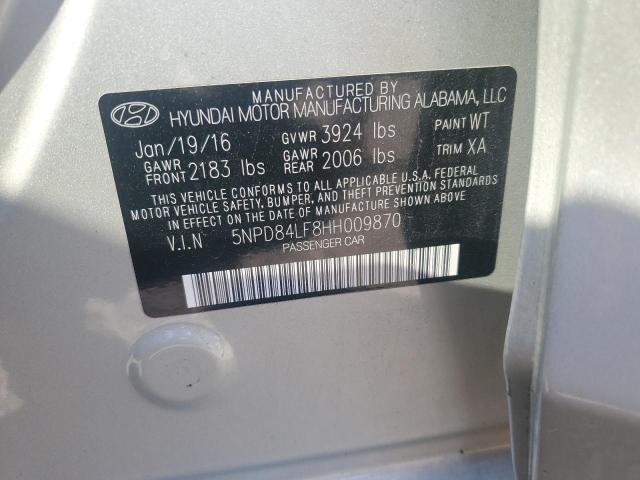 MANUFACTURED BY
HYUNDAI MOTOR MANUFACTURING ALABAMA, LLC
Jan/19/16 GVWR 3924 lbs PAINT WT
GAWR FRONT 2183 lbs GAWR REAR 2006 lbs TRIM XA
THIS VEHICLE CONFORMS TO ALL APPLICABLE U.S.A. FEDERAL
MOTOR VEHICLE SAFETY, BUMPER, AND THEFT PREVENTION STANDARDS
IN EFFECT ON THE DATE OF MANUFACTURE SHOWN ABOVE.
V.I.N 5NPD84LF8HH009870
PASSENGER CAR